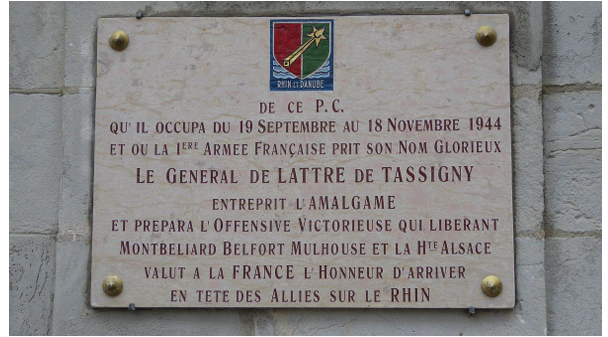 RHIN ET DANUBE
DE CE P.C.
QU'IL OCCUPA DU 19 SEPTEMBRE AU 18 NOVEMBRE 1944
ET OU LA 1ERE ARMEE FRANÇAISE PRIT SON NOM GLORIEUX
LE GENERAL DE LATTRE DE TASSIGNY
ENTREPRIT L'AMALGAME
ET PREPARA L'OFFENSIVE VICTORIEUSE QUI LIBERANT
MONTBELIARD BELFORT MULHOUSE ET LA HTE ALSACE
VALUT A LA FRANCE L'HONNEUR D'ARRIVER
EN TETE DES ALLIES SUR LE RHIN